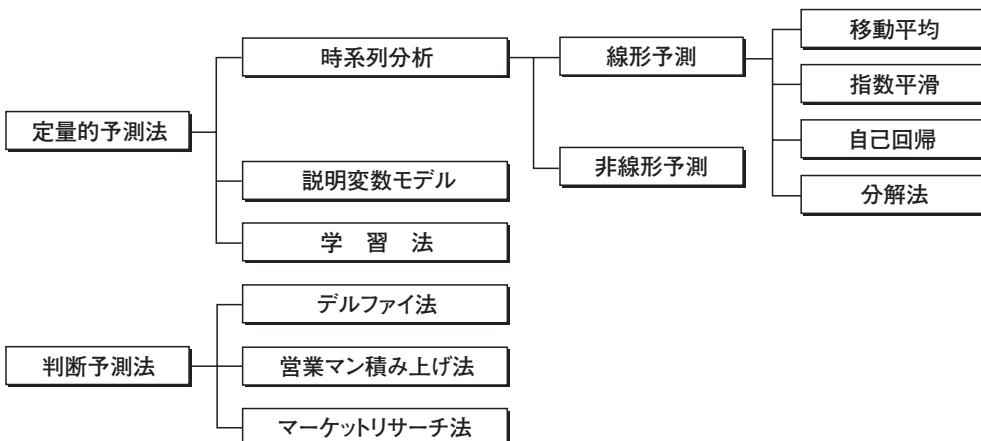 定量的予測法
時系列分析
線形予測
移動平均
指数平滑
自己回帰
分解法
非線形予測
説明変数モデル
学　習　法
判断予測法
デルファイ法
営業マン積み上げ法
マーケットリサーチ法